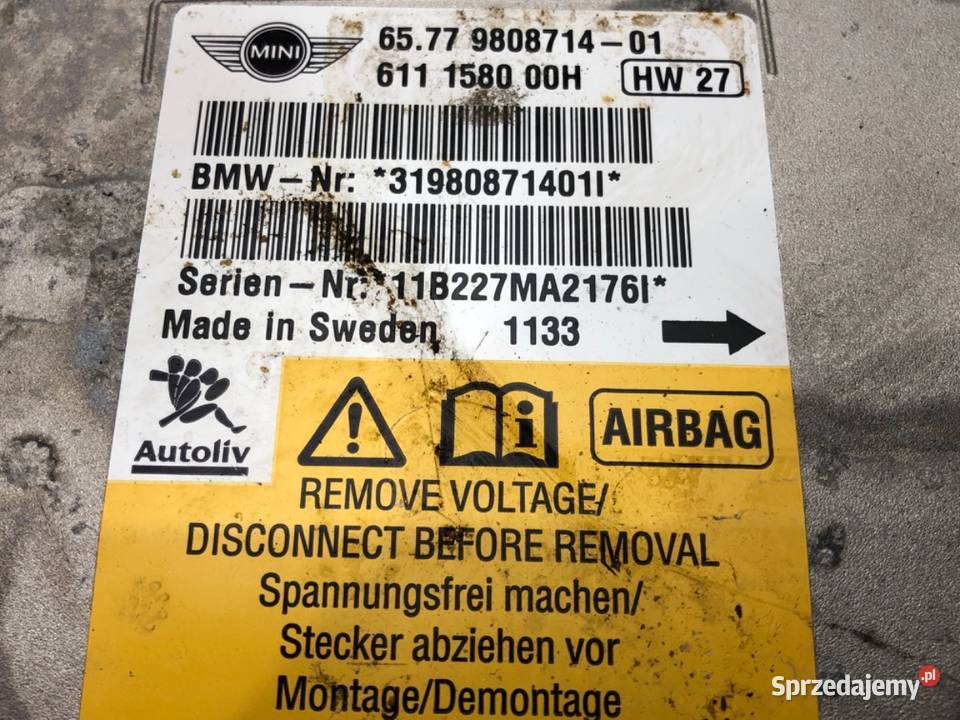 MINI
65.77 9808714-01
611 1580 00H HW 27
BMW-Nr: *31980871401I*
Serien-Nr: *11B227MA2176I*
Made in Sweden 1133
Autoliv
AIRBAG
REMOVE VOLTAGE/
DISCONNECT BEFORE REMOVAL
Spannungsfrei machen/
Stecker abziehen vor
Montage/Demontage
Sprzedajemy.pl